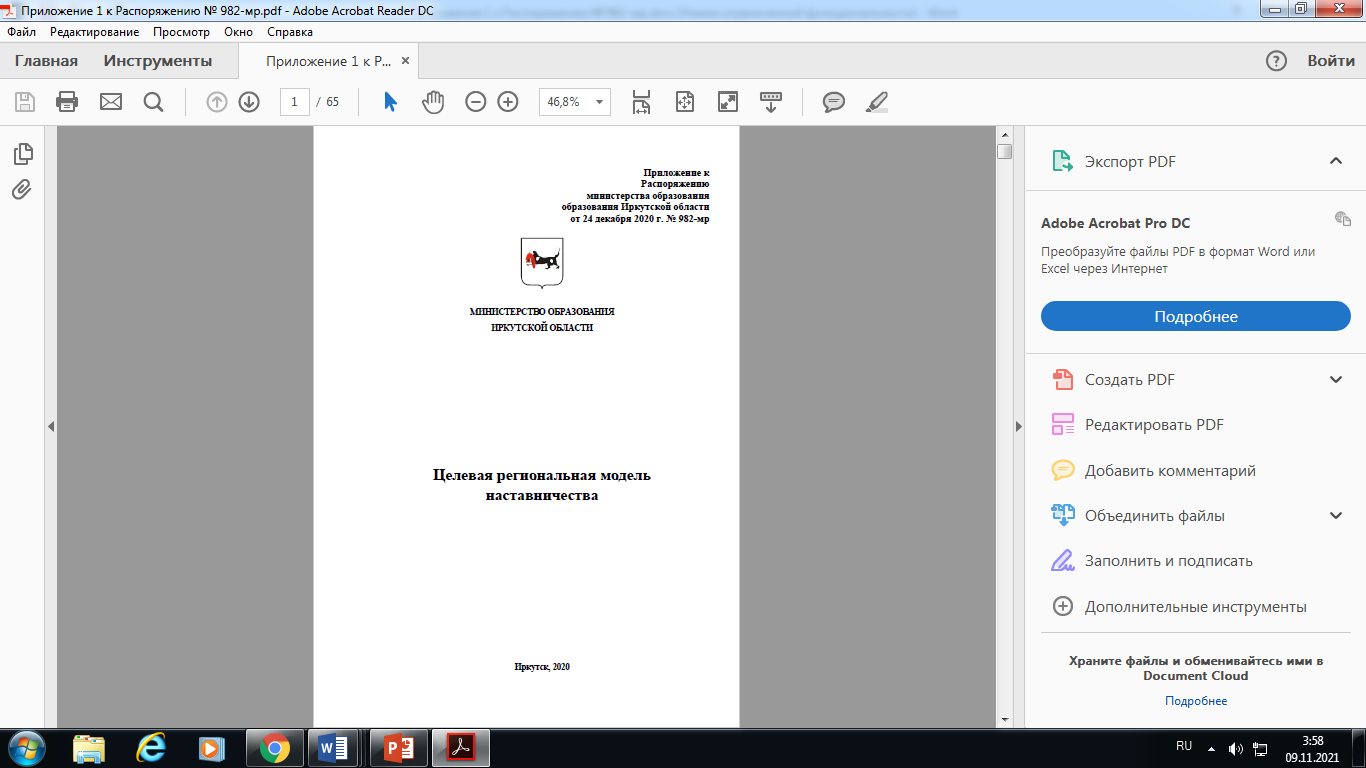 Приложение 1 к Распоряжению № 982-мр.pdf - Adobe Acrobat Reader DC
Файл Редактирование Просмотр Окно Справка
Главная Инструменты Приложение 1 к Р... × Войти
1 / 65 46,8%
Приложение к
Распоряжению
министерства образования
образования Иркутской области
от 24 декабря 2020 г. № 982-мр
МИНИСТЕРСТВО ОБРАЗОВАНИЯ
ИРКУТСКОЙ ОБЛАСТИ
Целевая региональная модель
наставничества
Иркутск, 2020
Экспорт PDF
Adobe Acrobat Pro DC
Преобразуйте файлы PDF в формат Word или
Excel через Интернет
Подробнее
Создать PDF
Редактировать PDF
Добавить комментарий
Объединить файлы
Заполнить и подписать
Дополнительные инструменты
Храните файлы и обменивайтесь ими в
Document Cloud
Подробнее
RU 3:58
09.11.2021